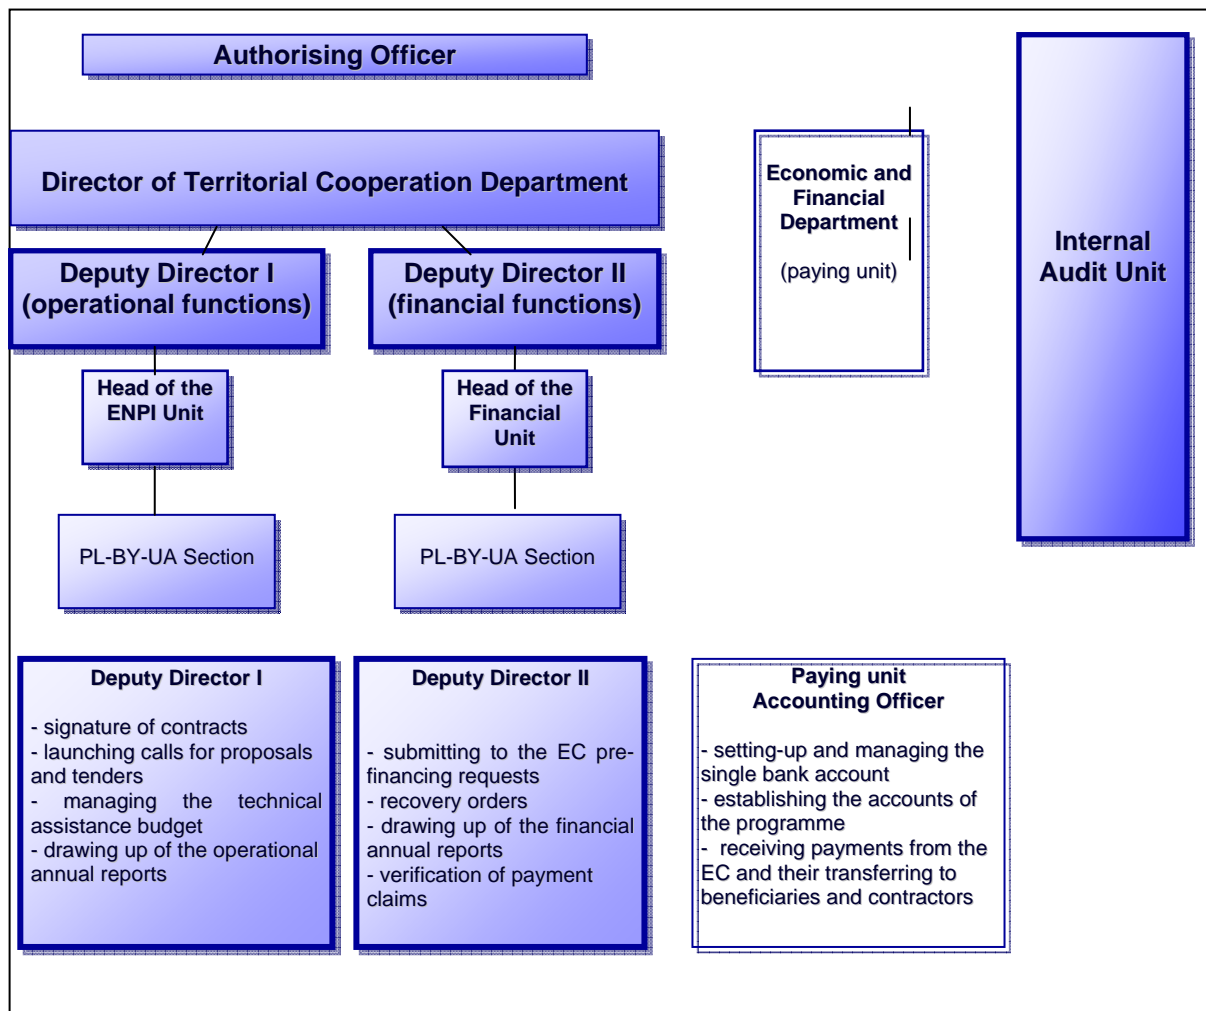 Authorising Officer
Director of Territorial Cooperation Department
Economic and
Financial
Department
(paying unit)
Internal
Audit Unit
Deputy Director I
(operational functions)
Deputy Director II
(financial functions)
Head of the
ENPI Unit
Head of the
Financial
Unit
PL-BY-UA Section
PL-BY-UA Section
Deputy Director I
- signature of contracts
- launching calls for proposals
and tenders
- managing the technical
assistance budget
- drawing up of the operational
annual reports
Deputy Director II
- submitting to the EC pre-
financing requests
- recovery orders
- drawing up of the financial
annual reports
- verification of payment
claims
Paying unit
Accounting Officer
- setting-up and managing the
single bank account
- establishing the accounts of
the programme
- receiving payments from the
EC and their transferring to
beneficiaries and contractors